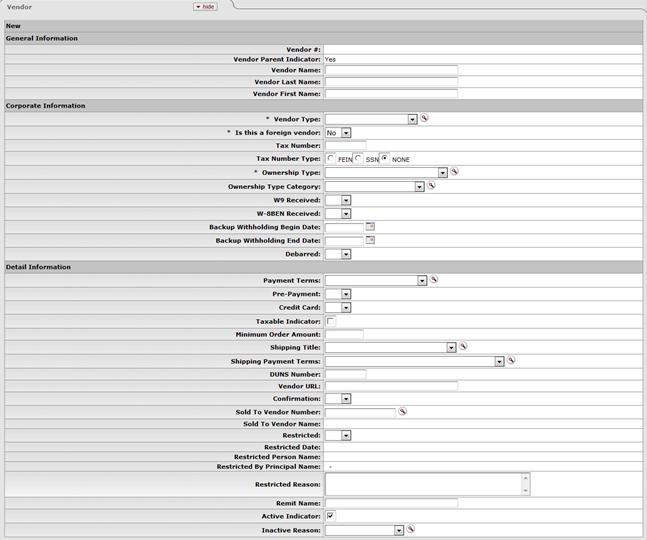 Vendor hide
New
General Information
Vendor #:
Vendor Parent Indicator: Yes
Vendor Name:
Vendor Last Name:
Vendor First Name:
Corporate Information
* Vendor Type:
* Is this a foreign vendor: No
Tax Number:
Tax Number Type: FEIN SSN NONE
* Ownership Type:
Ownership Type Category:
W9 Received:
W-8BEN Received:
Backup Withholding Begin Date:
Backup Withholding End Date:
Debarred:
Detail Information
Payment Terms:
Pre-Payment:
Credit Card:
Taxable Indicator:
Minimum Order Amount:
Shipping Title:
Shipping Payment Terms:
DUNS Number:
Vendor URL:
Confirmation:
Sold To Vendor Number:
Sold To Vendor Name:
Restricted:
Restricted Date:
Restricted Person Name:
Restricted By Principal Name: -
Restricted Reason:
Remit Name:
Active Indicator:
Inactive Reason: